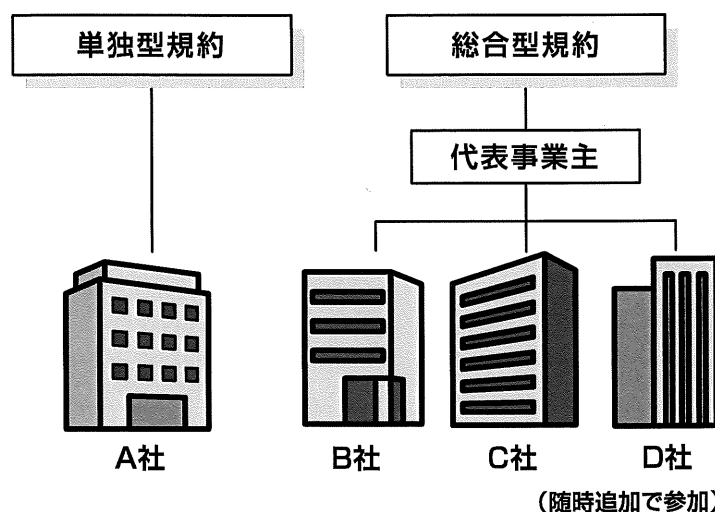 単独型規約
総合型規約
代表事業主
A社
B社
C社
D社
(随時追加で参加)